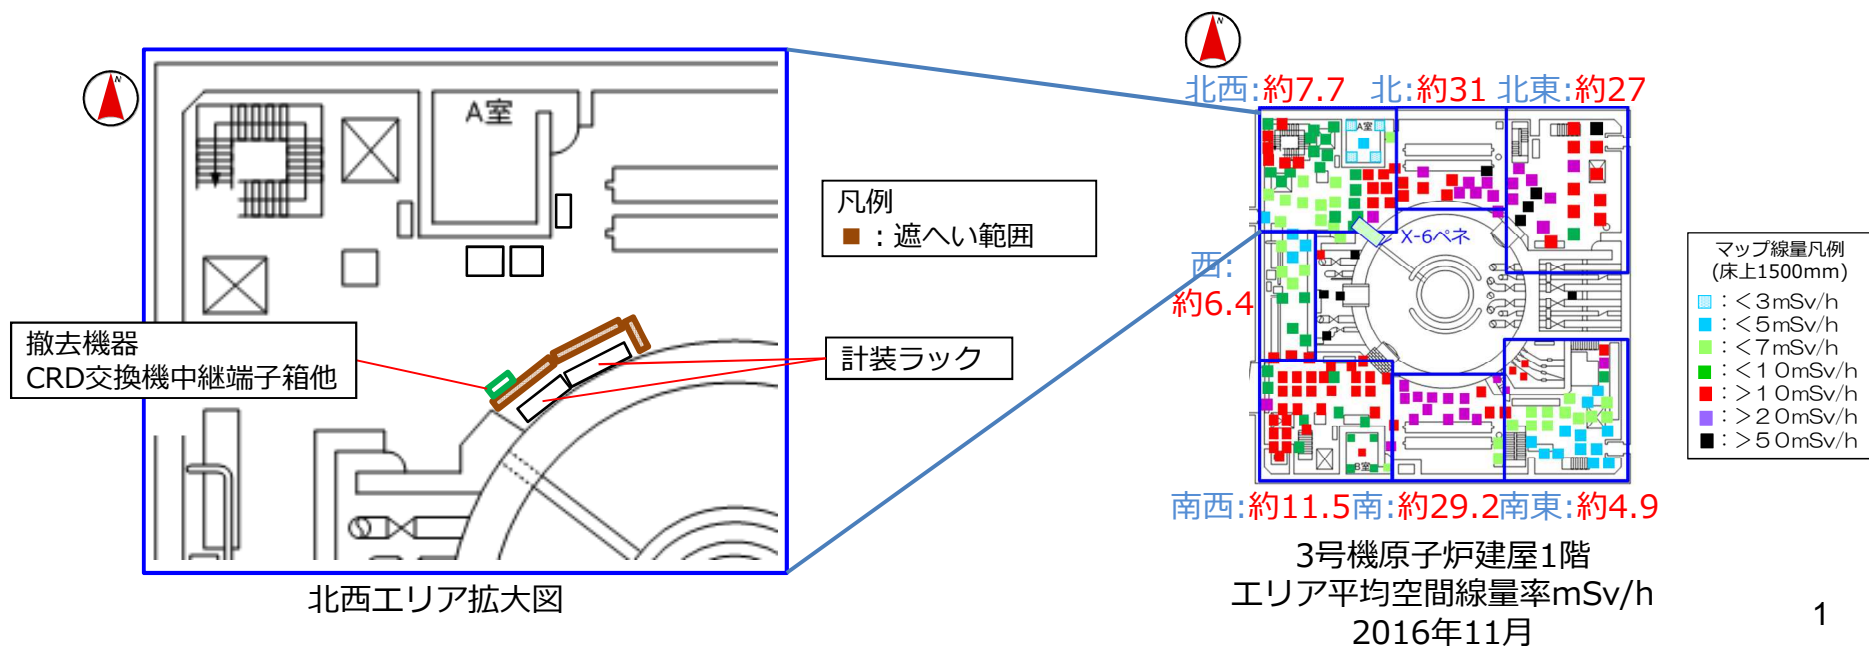 A室
凡例
■：遮へい範囲
撤去機器
CRD交換機中継端子箱他
計装ラック
北西エリア拡大図
N
N
北西:約7.7
北:約31
北東:約27
A室
X-6ペネ
西:
約6.4
B室
南西:約11.5
南:約29.2
南東:約4.9
3号機原子炉建屋1階
エリア平均空間線量率mSv/h
2016年11月
マップ線量凡例
(床上1500mm)
：＜３mSv/h
：＜５mSv/h
：＜７mSv/h
：＜１０mSv/h
：＞１０mSv/h
：＞２０mSv/h
：＞５０mSv/h
1